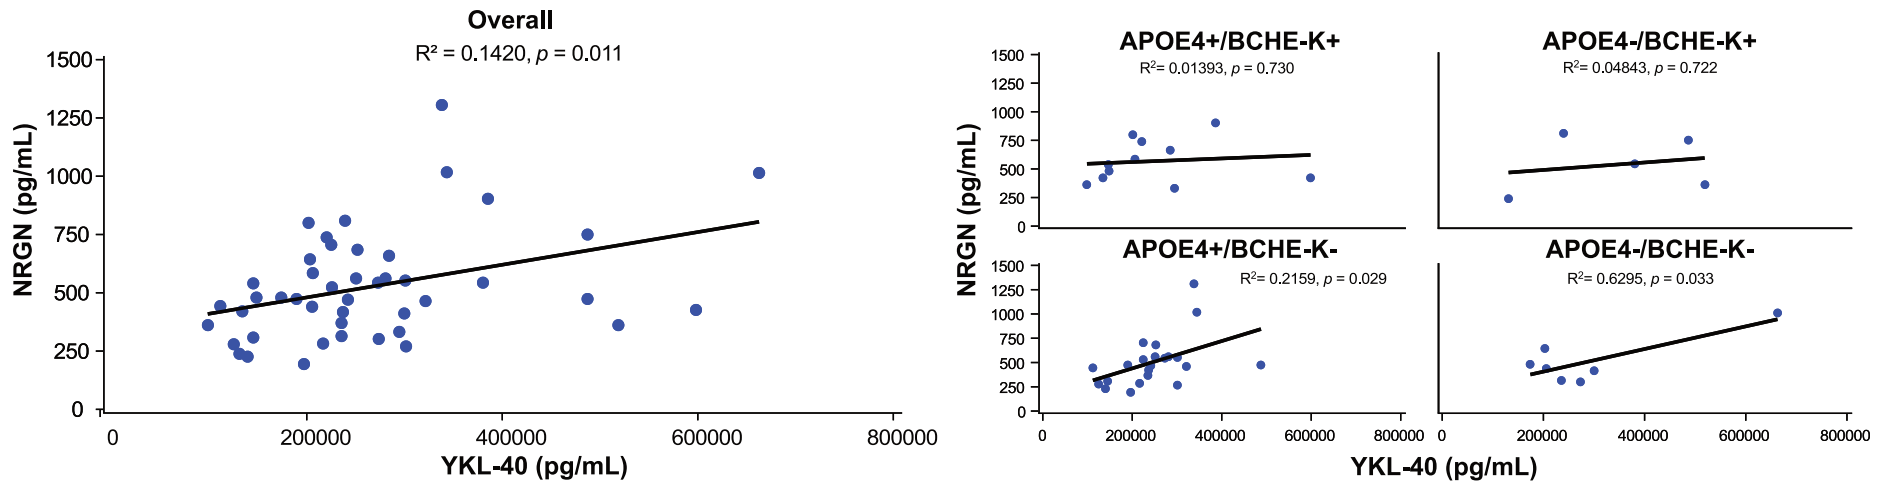 Overall
R² = 0.1420, p = 0.011
1500
1250
1000
750
500
250
0
NRGN (pg/mL)
0 200000 400000 600000 800000
YKL-40 (pg/mL)
APOE4+/BCHE-K+
R²= 0.01393, p = 0.730
APOE4-/BCHE-K+
R²= 0.04843, p = 0.722
1500
1250
1000
750
500
250
0
NRGN (pg/mL)
APOE4+/BCHE-K-
R²= 0.2159, p = 0.029
APOE4-/BCHE-K-
R²= 0.6295, p = 0.033
1500
1250
1000
750
500
250
0
0 200000 400000 600000 800000
0 200000 400000 600000 800000
YKL-40 (pg/mL)